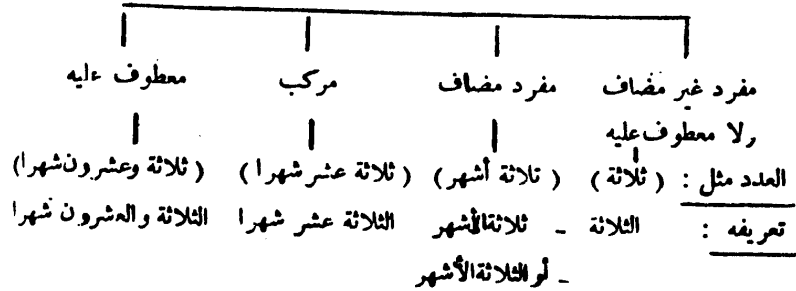 مفرد غير مضاف مفرد مضاف مركب معطوف عليه
ولا معطوف عليه
العدد مثل : (ثلاثة) (ثلاثة أشهر) (ثلاثة عشر شهرا) (ثلاثة وعشرون شهرا)
تعريفه : الثلاثة - ثلاثة الأشهر الثلاثة عشر شهرا الثلاثة والعشرون شهرا
- أو الثلاثة الأشهر